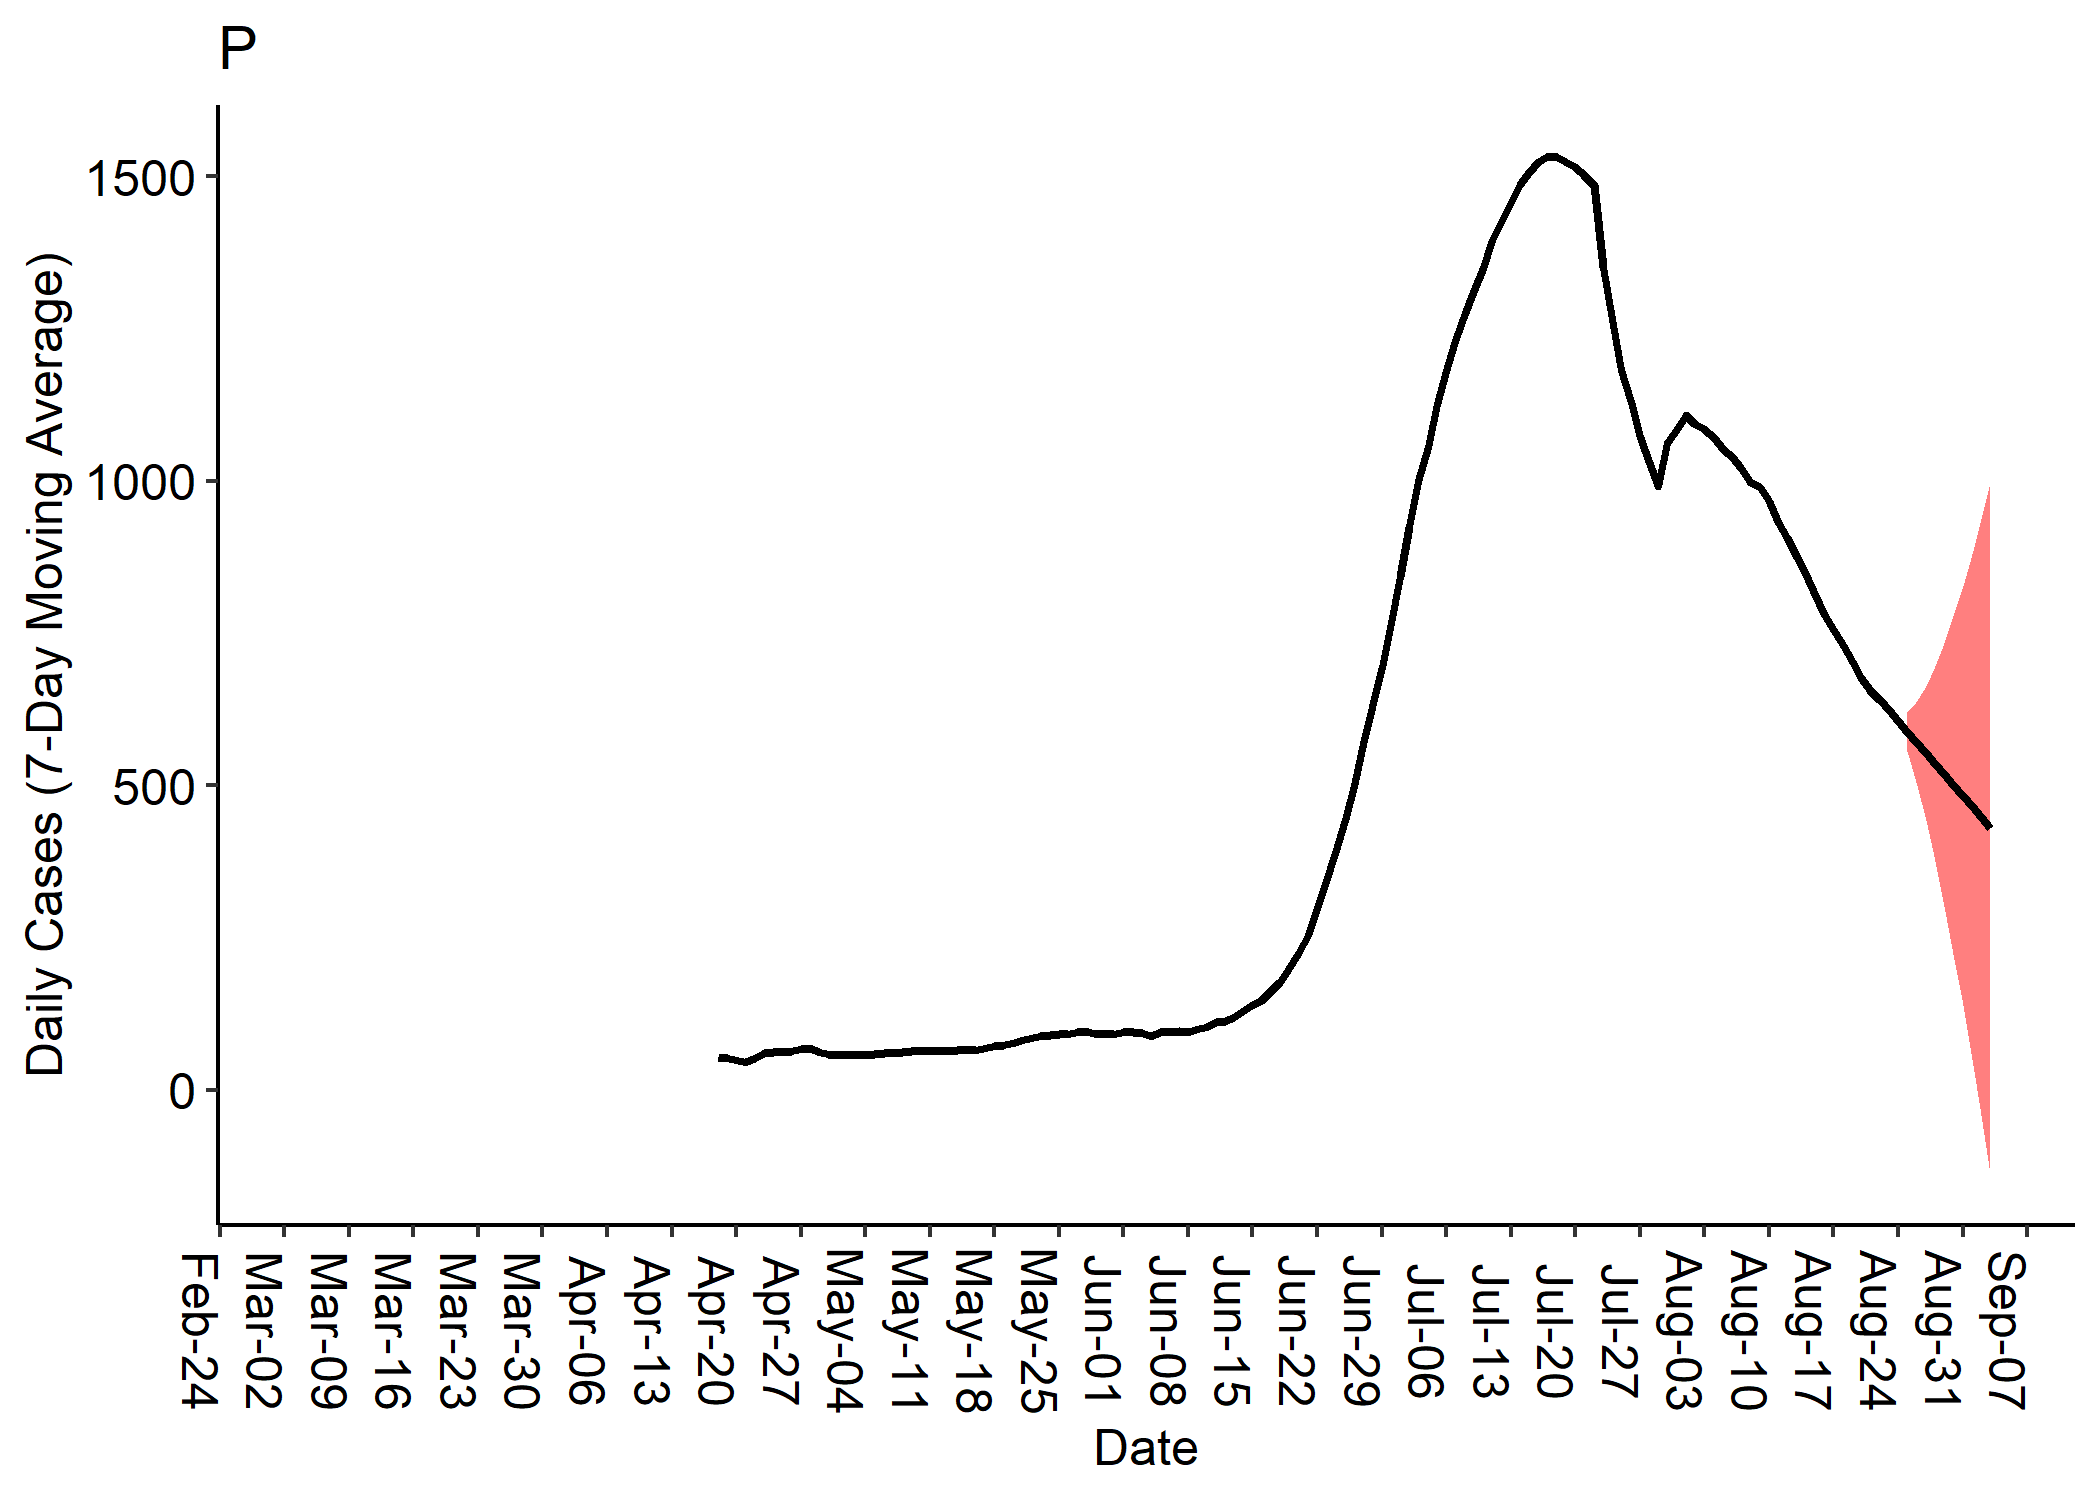 P
Daily Cases (7-Day Moving Average)
1500
1000
500
0
Feb-24
Mar-02
Mar-09
Mar-16
Mar-23
Mar-30
Apr-06
Apr-13
Apr-20
Apr-27
May-04
May-11
May-18
May-25
Jun-01
Jun-08
Jun-15
Jun-22
Jun-29
Jul-06
Jul-13
Jul-20
Jul-27
Aug-03
Aug-10
Aug-17
Aug-24
Aug-31
Sep-07
Date